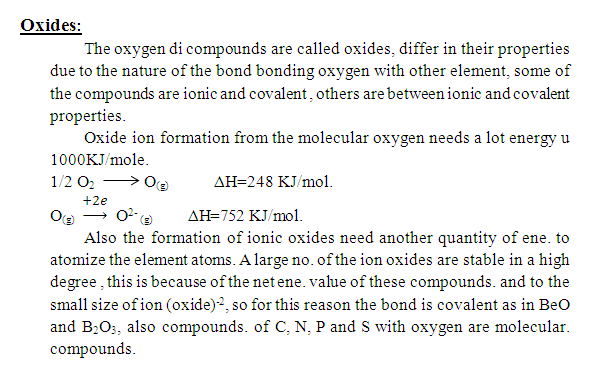 Oxides:
The oxygen di compounds are called oxides, differ in their properties
due to the nature of the bond bonding oxygen with other element, some of
the compounds are ionic and covalent, others are between ionic and covalent
properties.
Oxide ion formation from the molecular oxygen needs a lot energy u
1000KJ/mole.
1/2 O₂ ⟶ O(g) ΔH=248 KJ/mol.
+2e
O(g) ⟶ O²⁻(g) ΔH=752 KJ/mol.
Also the formation of ionic oxides need another quantity of ene. to
atomize the element atoms. A large no. of the ion oxides are stable in a high
degree , this is because of the net ene. value of these compounds. and to the
small size of ion (oxide)⁻², so for this reason the bond is covalent as in BeO
and B₂O₃, also compounds. of C, N, P and S with oxygen are molecular.
compounds.